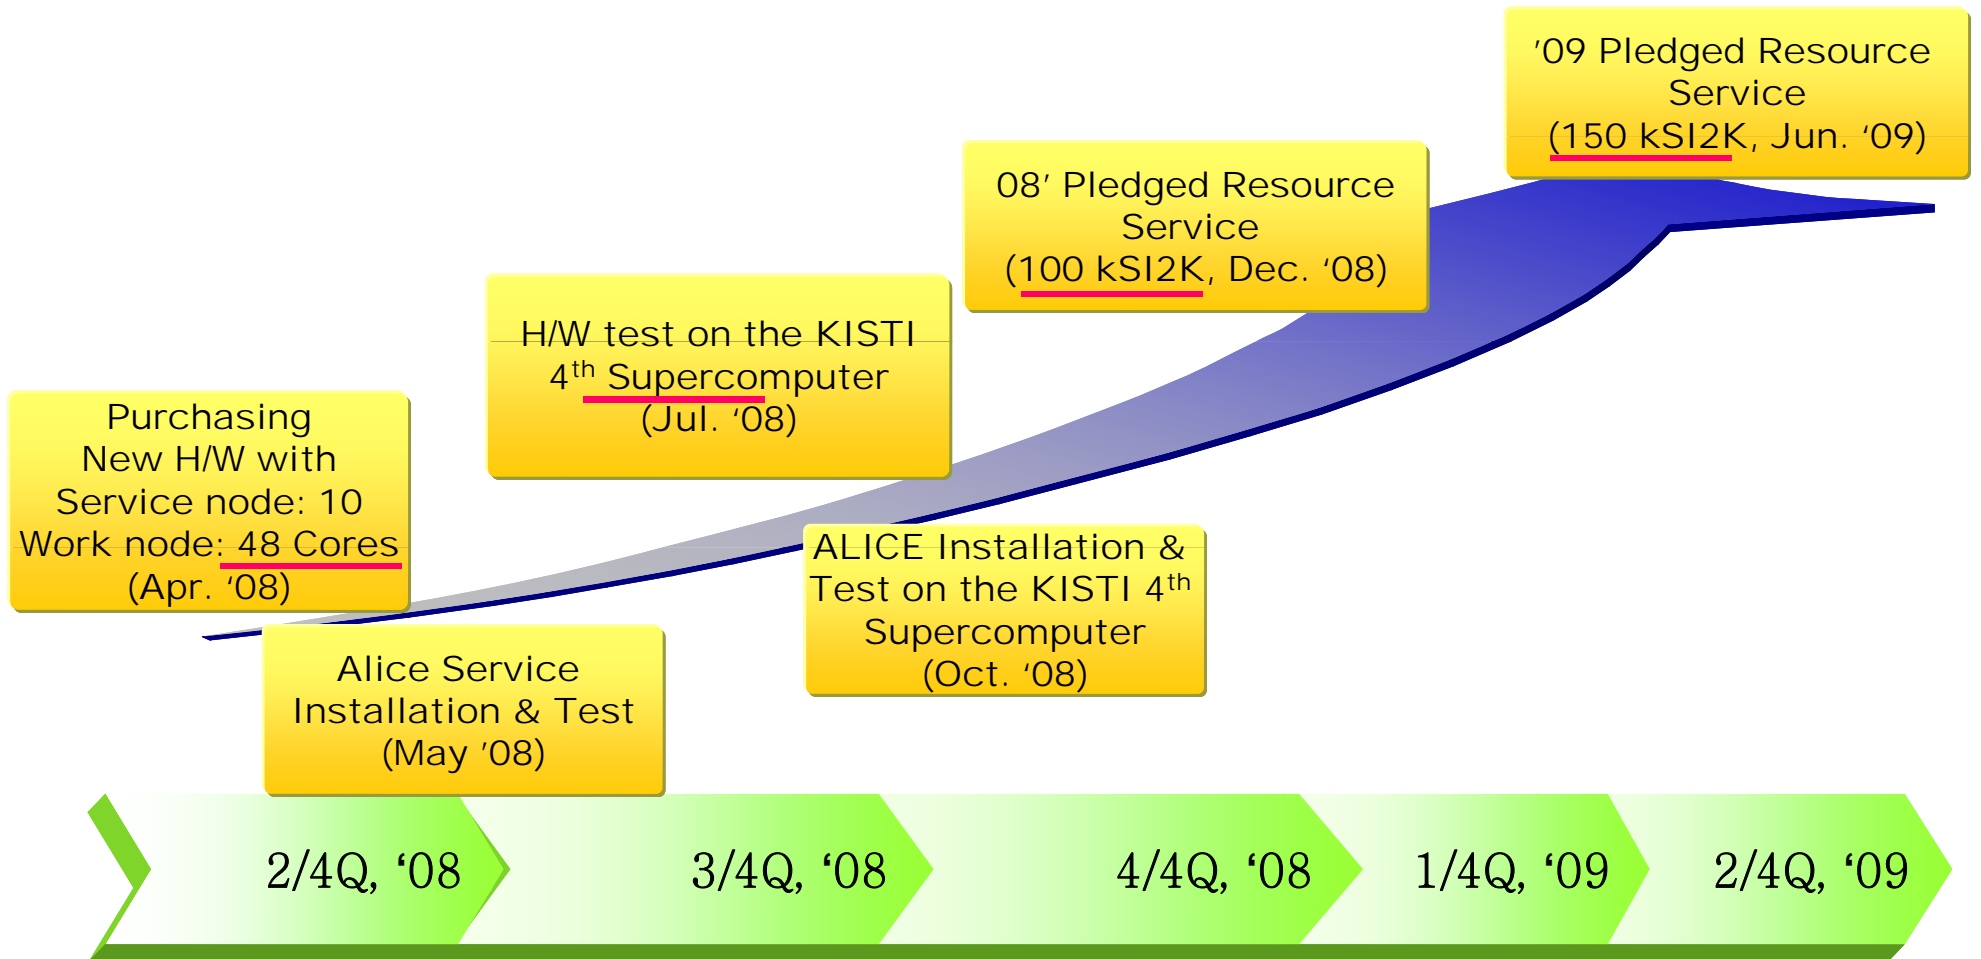 '09 Pledged Resource
Service
(150 kSI2K, Jun. ‘09)
08’ Pledged Resource
Service
(100 kSI2K, Dec. ‘08)
H/W test on the KISTI
4th Supercomputer
(Jul. ‘08)
Purchasing
New H/W with
Service node: 10
Work node: 48 Cores
(Apr. ‘08)
ALICE Installation &
Test on the KISTI 4th
Supercomputer
(Oct. ‘08)
Alice Service
Installation & Test
(May ’08)
2/4Q, ‘08
3/4Q, ‘08
4/4Q, ‘08
1/4Q, ‘09
2/4Q, ‘09